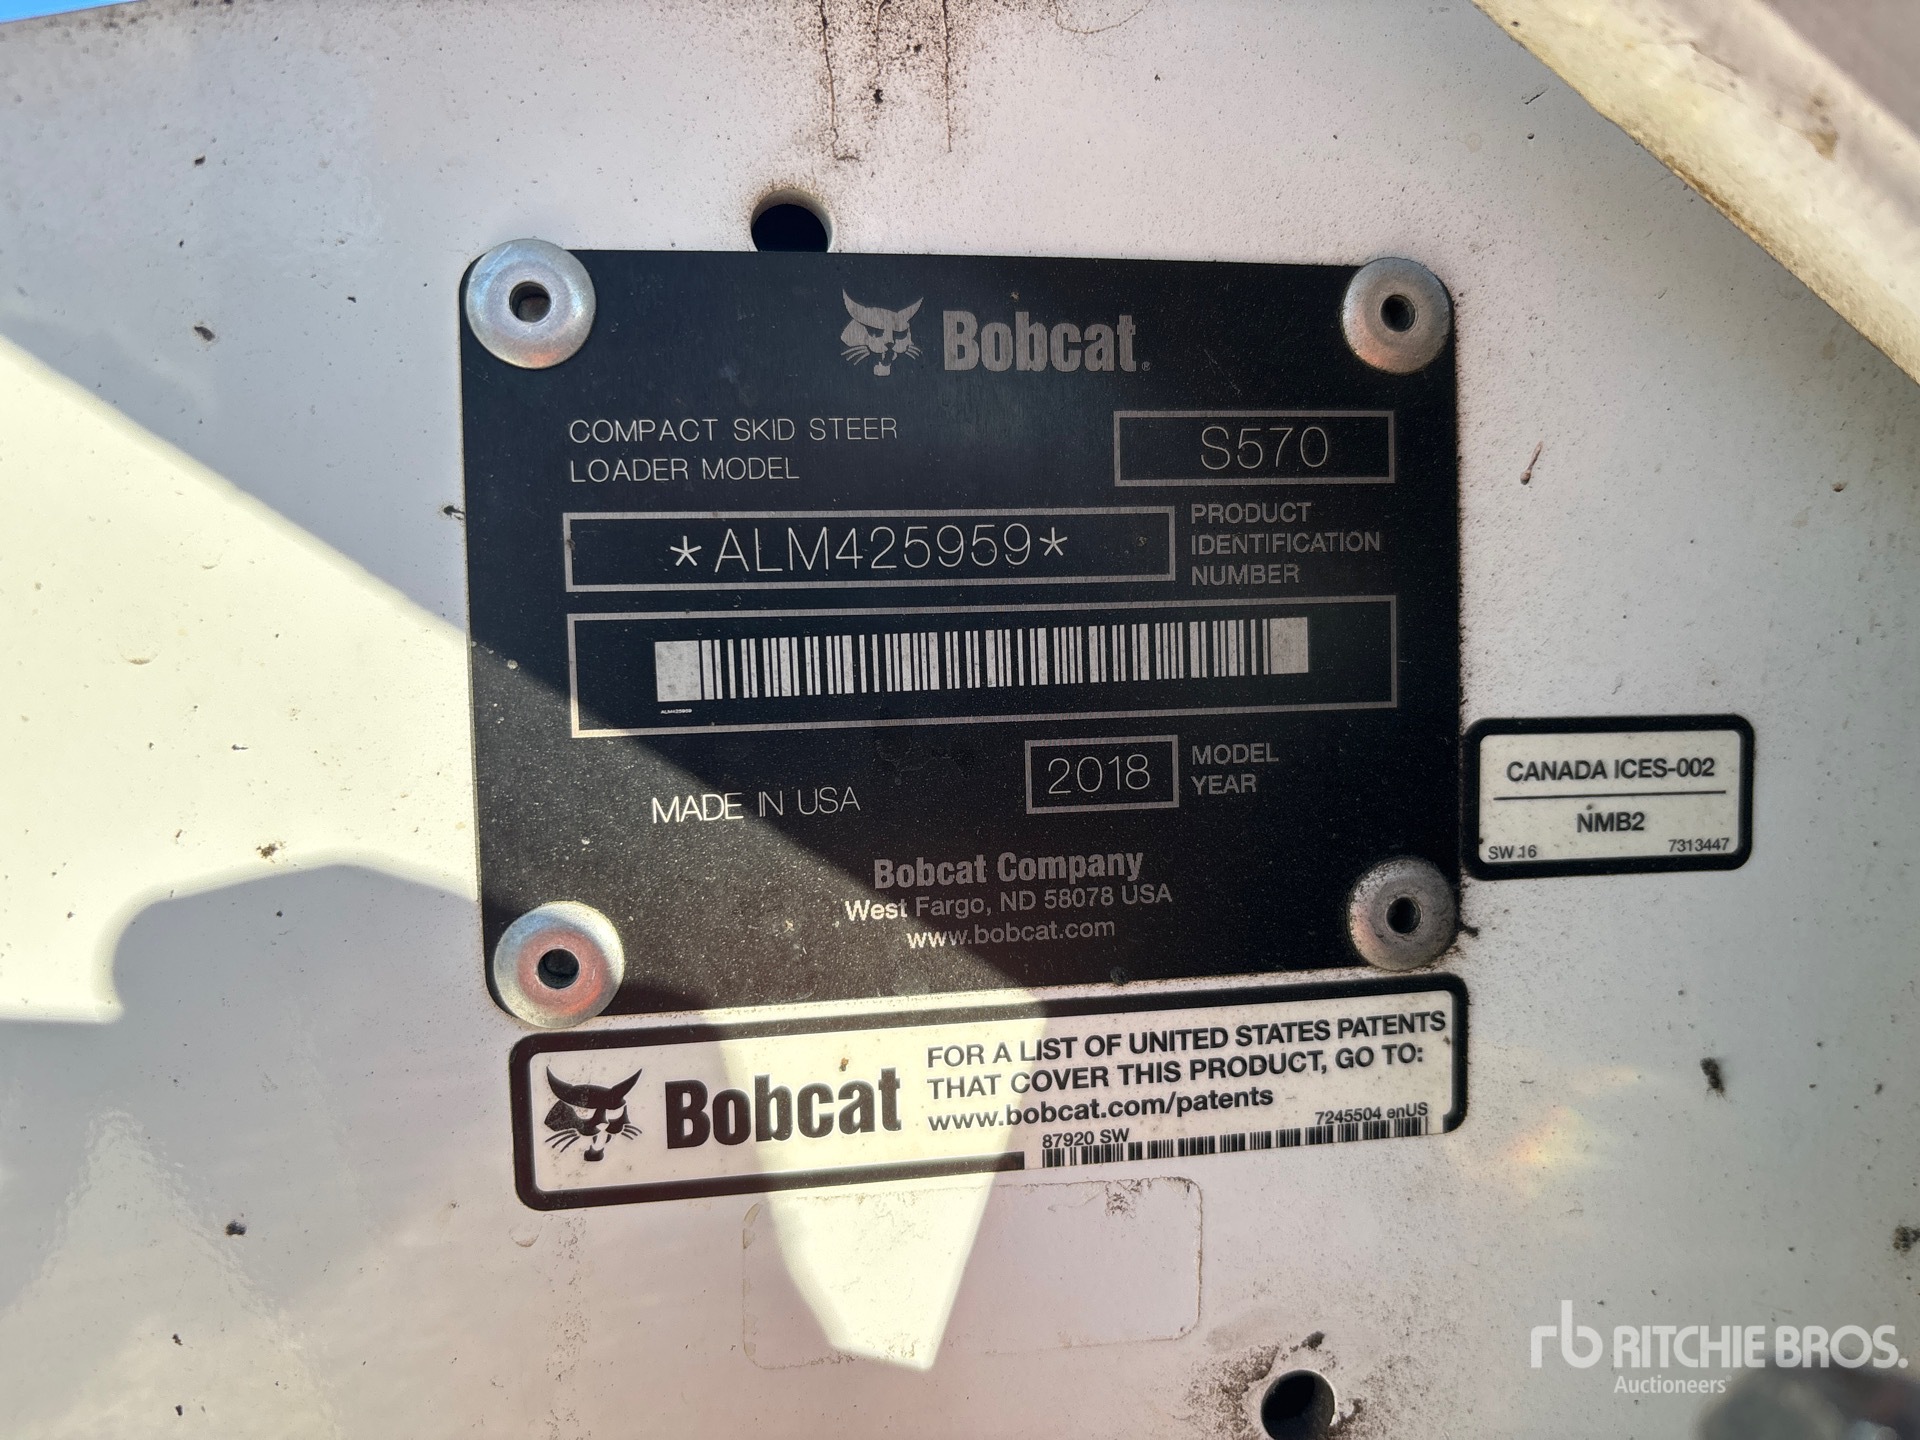 Bobcat®
COMPACT SKID STEER
LOADER MODEL
S570
*ALM425959*
PRODUCT
IDENTIFICATION
NUMBER
ALM425959
2018
MODEL
YEAR
MADE IN USA
Bobcat Company
West Fargo, ND 58078 USA
www.bobcat.com
CANADA ICES-002
NMB2
SW 16
7313447
Bobcat
FOR A LIST OF UNITED STATES PATENTS
THAT COVER THIS PRODUCT, GO TO:
www.bobcat.com/patents
87920 SW
7245504 enUS
rb RITCHIE BROS.
Auctioneers